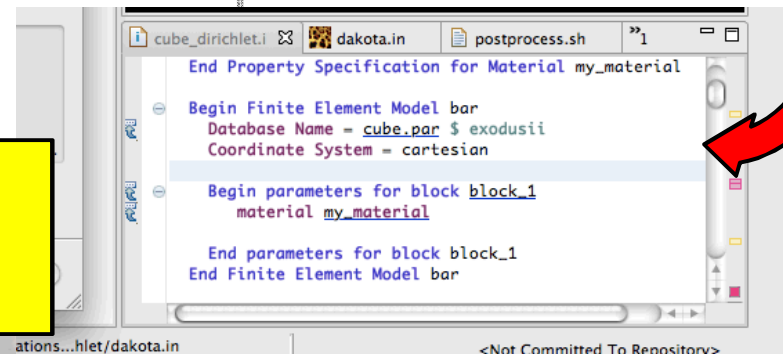 cube_dirichlet.i dakota.in postprocess.sh »1
End Property Specification for Material my_material
Begin Finite Element Model bar
Database Name = cube.par $ exodusii
Coordinate System = cartesian
Begin parameters for block block_1
material my_material
End parameters for block block_1
End Finite Element Model bar
ations...hlet/dakota.in <Not Committed To Repository>